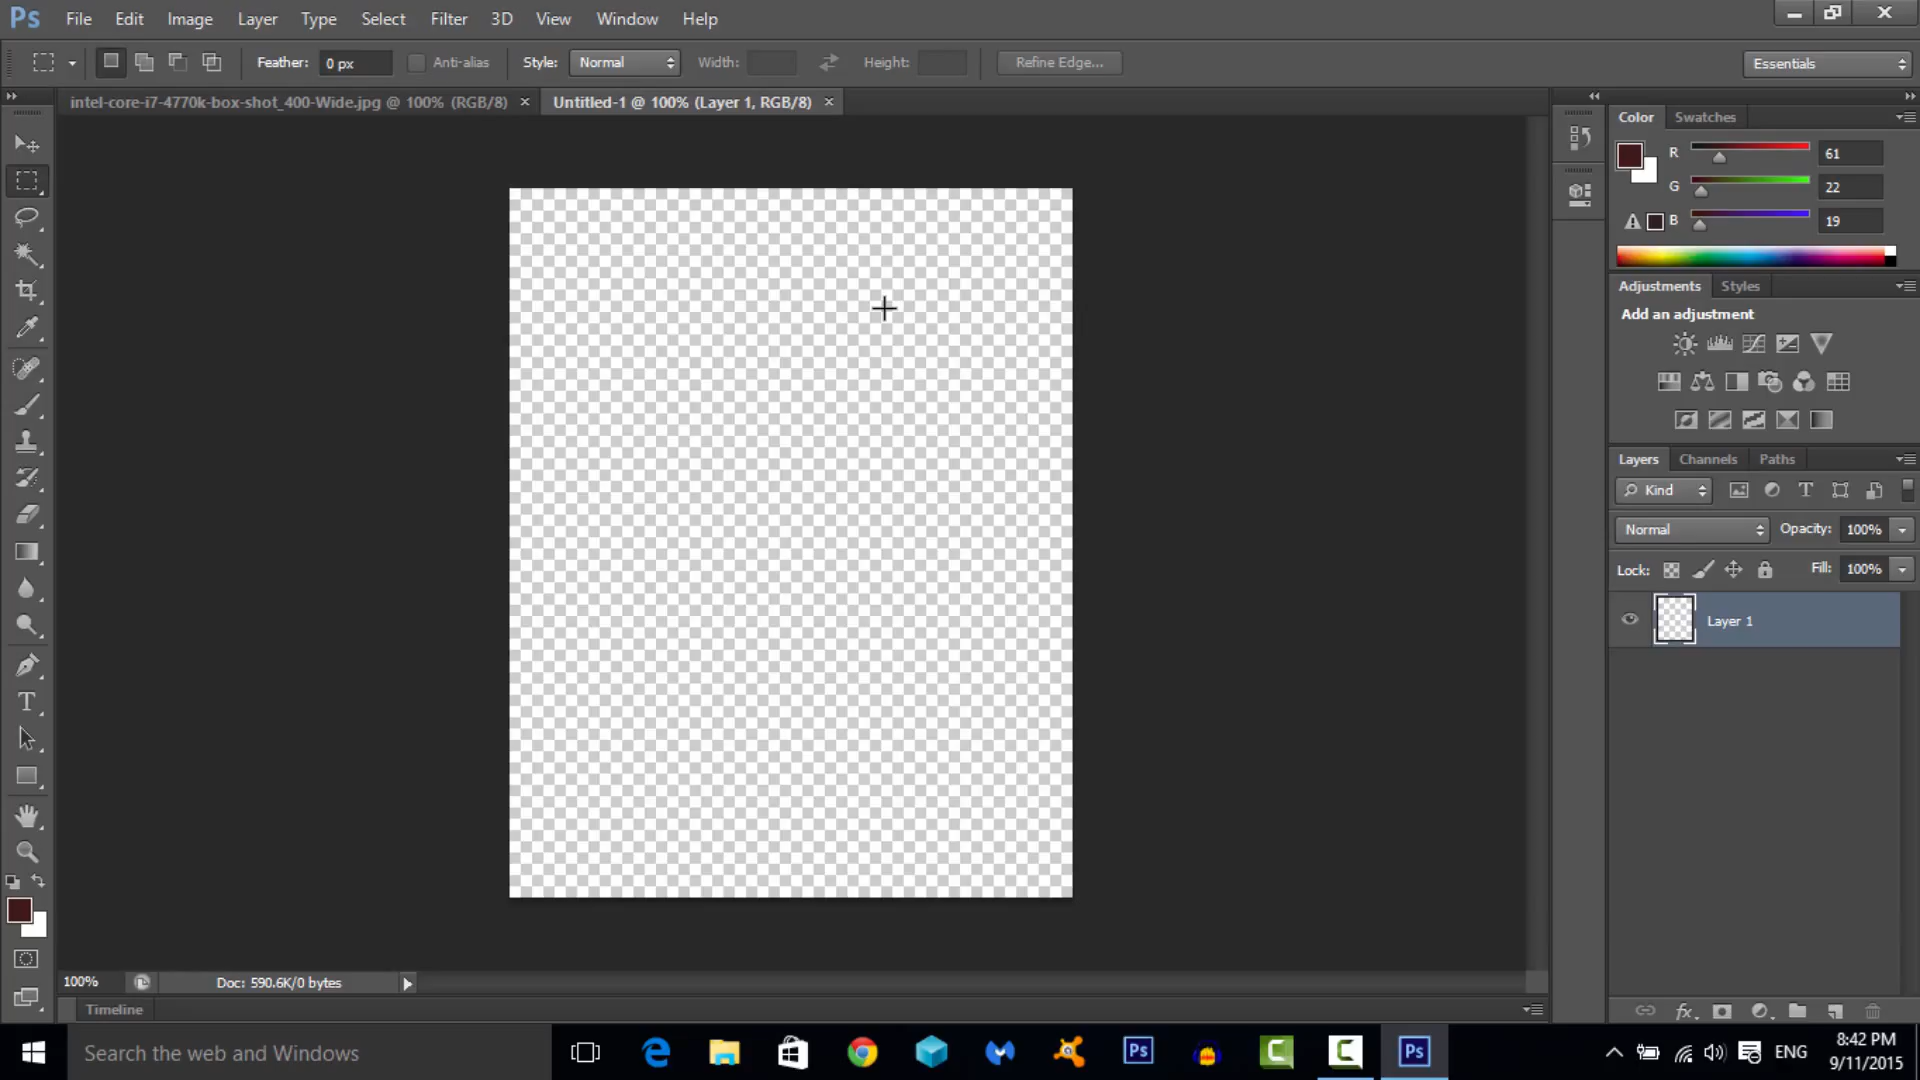 Ps File Edit Image Layer Type Select Filter 3D View Window Help
Feather: 0 px Anti-alias Style: Normal Width: Height: Refine Edge... Essentials
intel-core-i7-4770k-box-shot_400-Wide.jpg @ 100% (RGB/8) × Untitled-1 @ 100% (Layer 1, RGB/8) ×
Color Swatches
R 61
G 22
B 19
Adjustments Styles
Add an adjustment
Layers Channels Paths
Kind
Normal Opacity: 100%
Lock: Fill: 100%
Layer 1
100% Doc: 590.6K/0 bytes
Timeline
Search the web and Windows
Ps
Ps
ENG
8:42 PM
9/11/2015